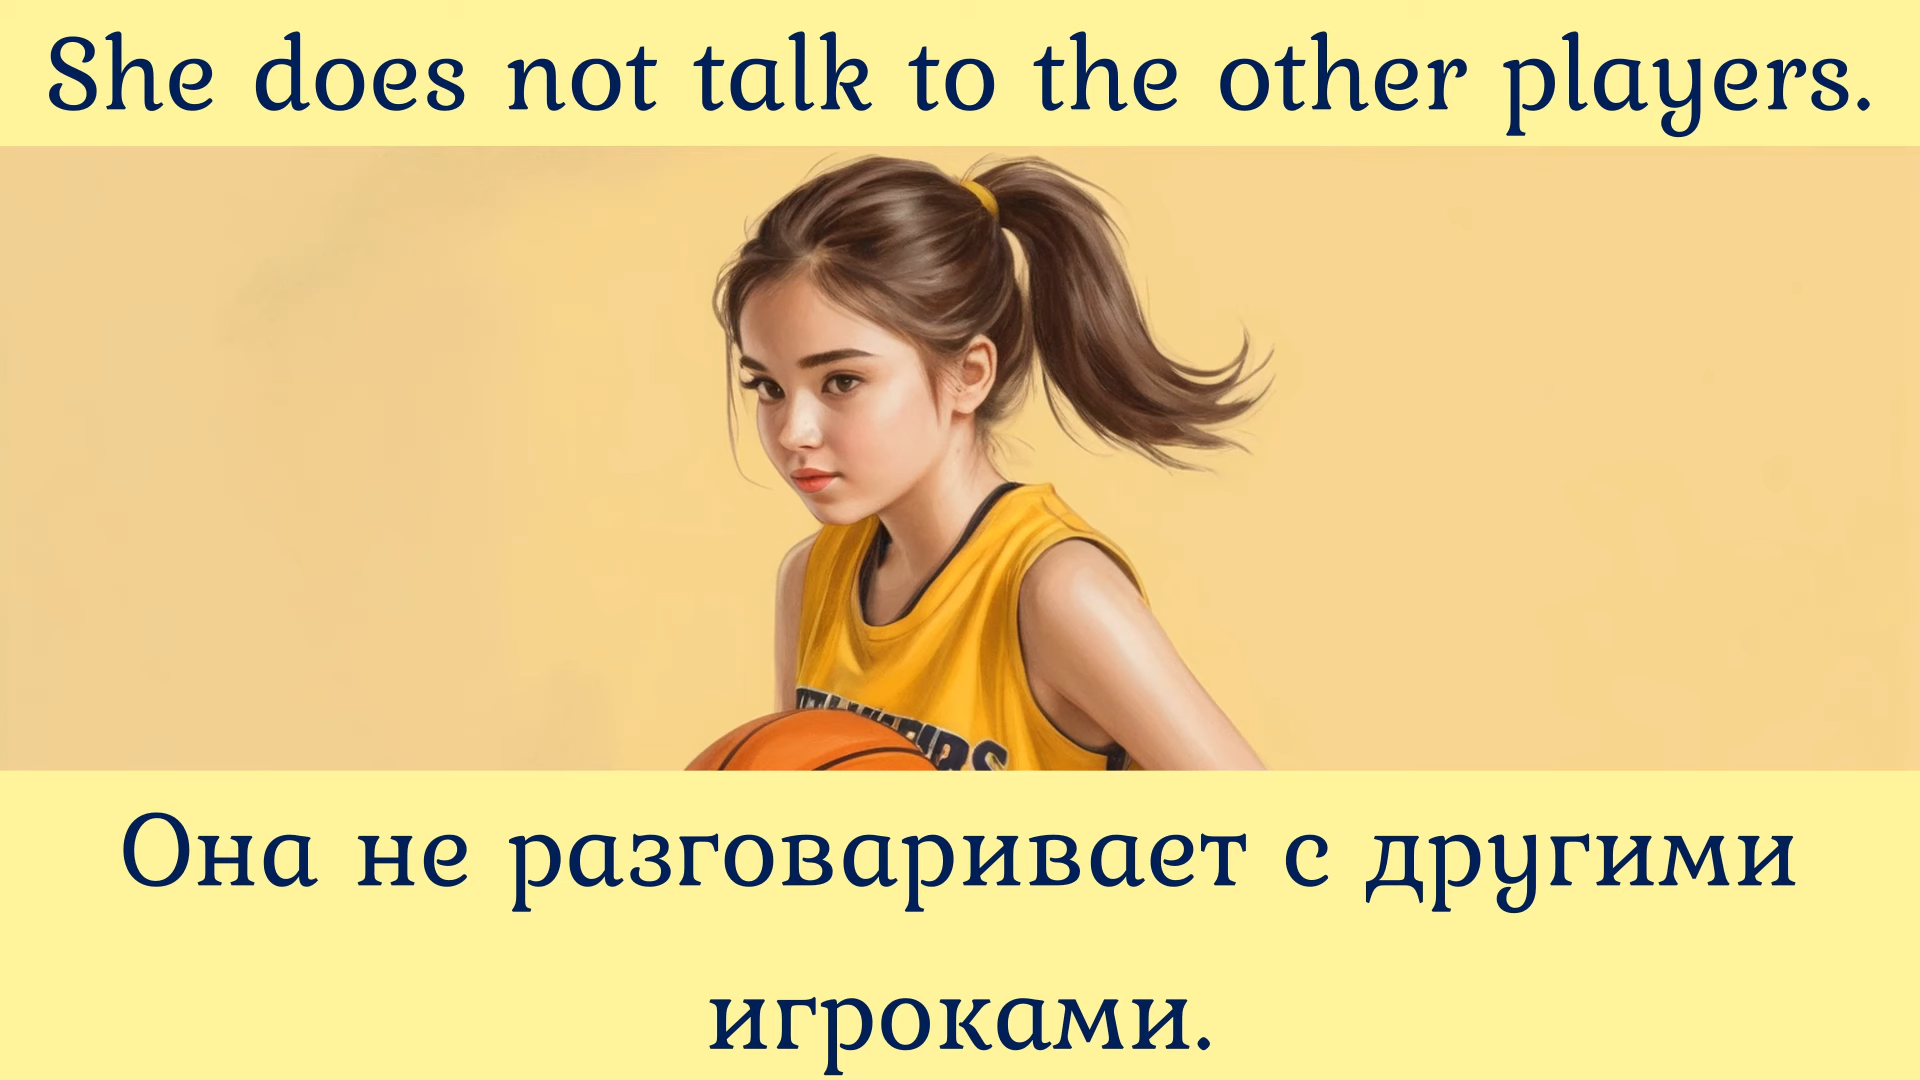 She does not talk to the other players.
Она не разговаривает с другими
игроками.